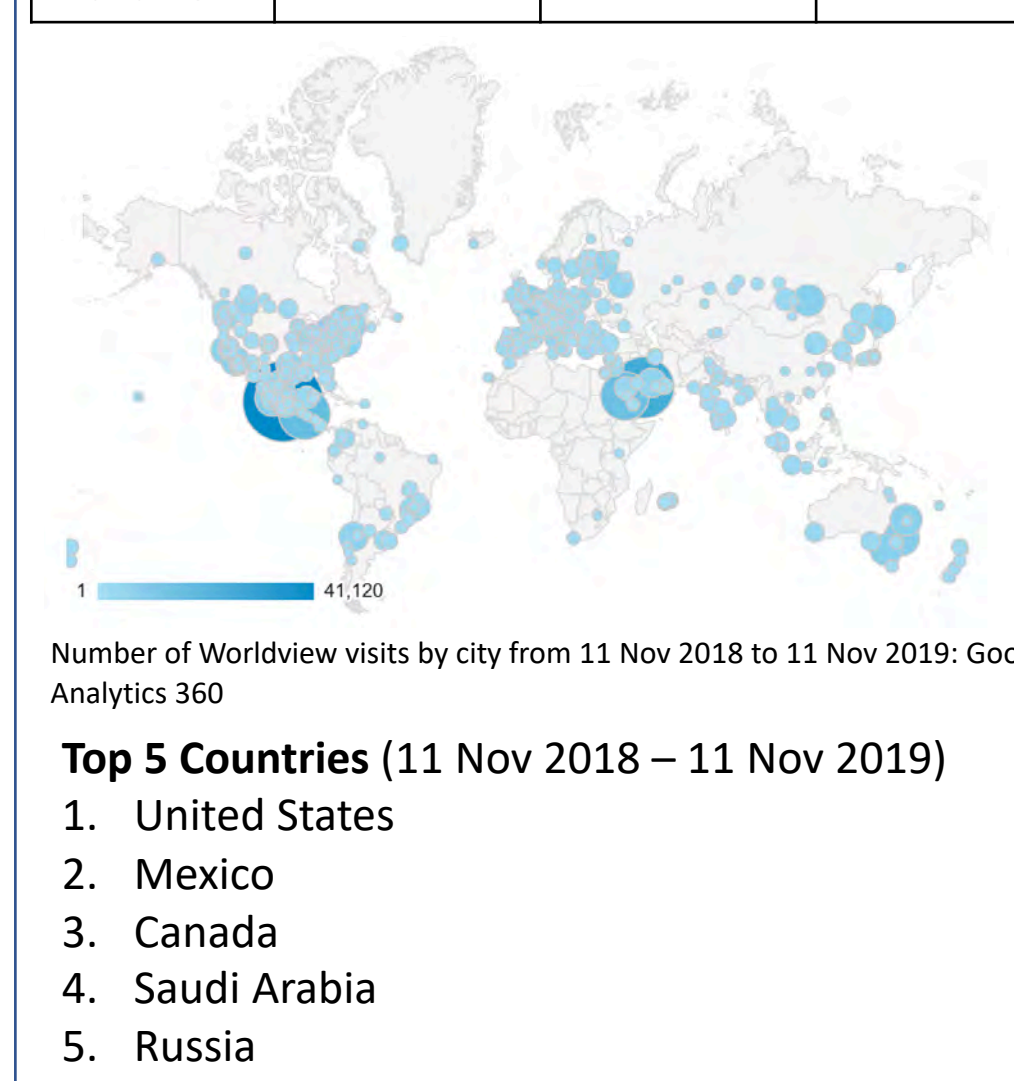 1 41,120
Number of Worldview visits by city from 11 Nov 2018 to 11 Nov 2019:
Analytics 360
Top 5 Countries (11 Nov 2018 – 11 Nov 2019)
1. United States
2. Mexico
3. Canada
4. Saudi Arabia
5. Russia